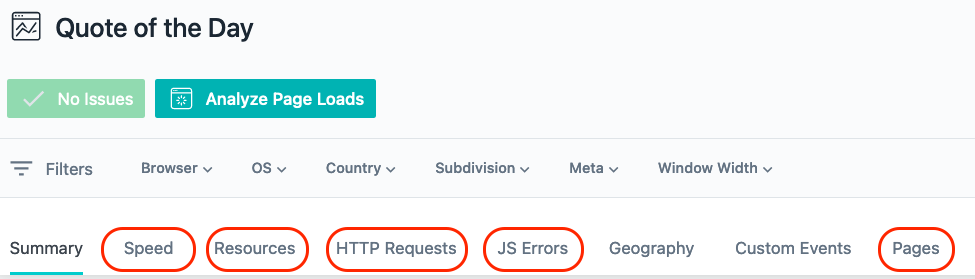 Quote of the Day
No Issues Analyze Page Loads
Filters Browser OS Country Subdivision Meta Window Width
Summary Speed Resources HTTP Requests JS Errors Geography Custom Events Pages